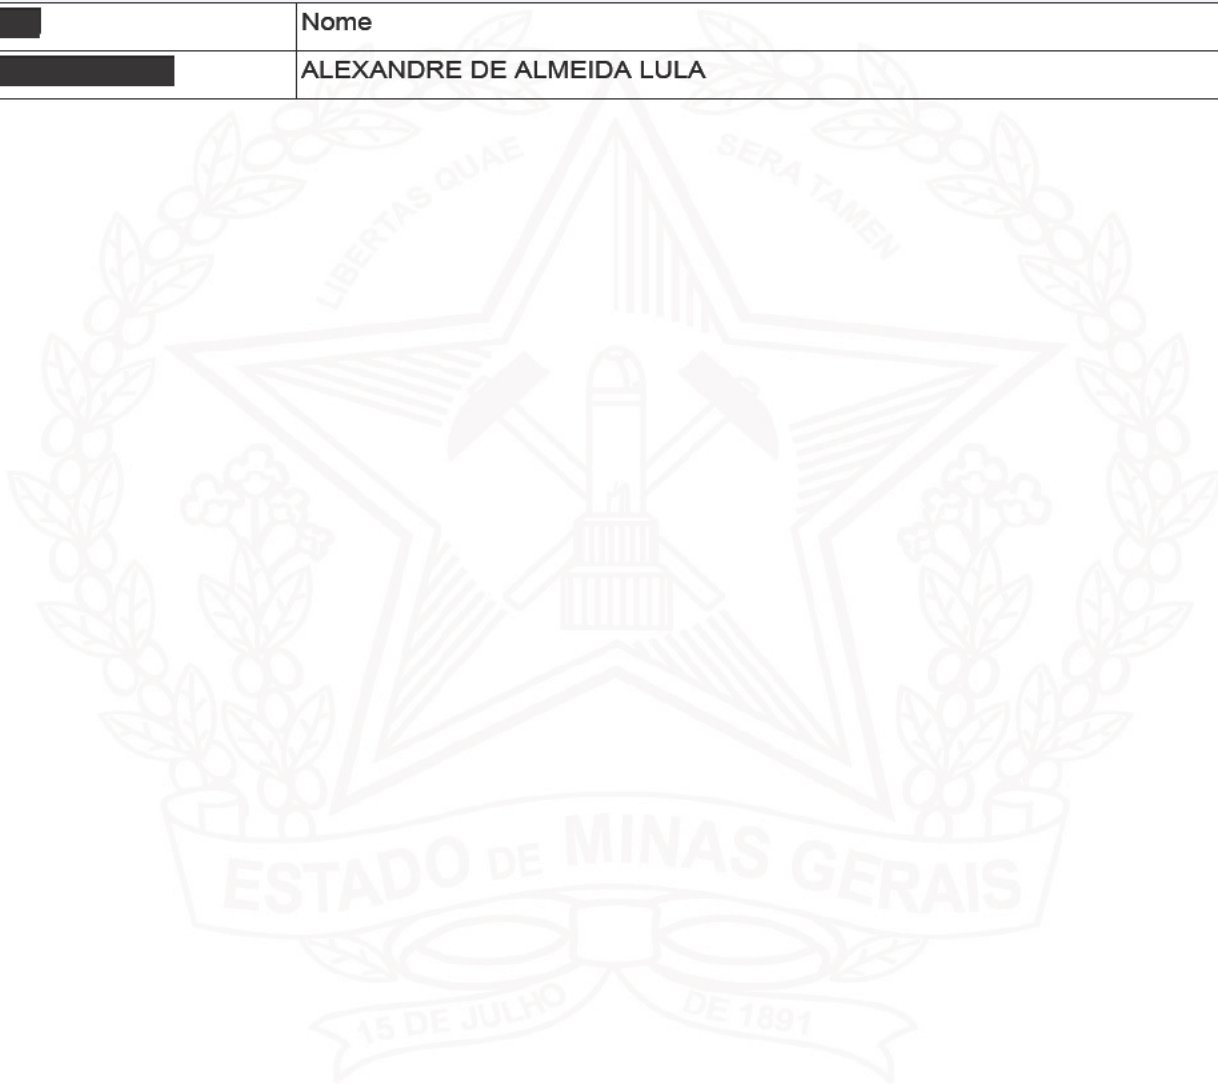 Nome
ALEXANDRE DE ALMEIDA LULA
LIBERTAS QUAE SERA TAMEN
ESTADO DE MINAS GERAIS
15 DE JULHO DE 1891